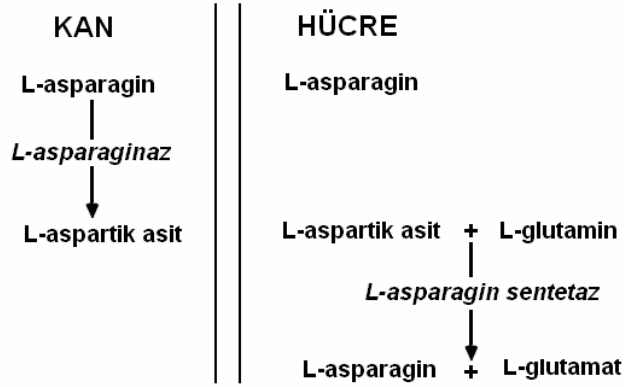 KAN
HÜCRE
L-asparagin
L-asparagin
L-asparaginaz
L-aspartik asit
L-aspartik asit + L-glutamin
L-asparagin sentetaz
L-asparagin + L-glutamat